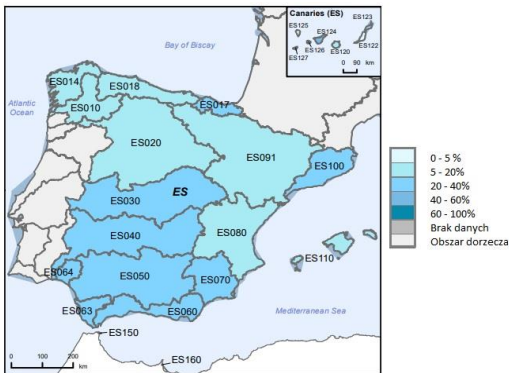 Canaries (ES)
ES123
ES125
ES124
ES126
ES120
ES122
ES127
0 90 km
Bay of Biscay
Atlantic
Ocean
ES014
ES018
ES017
ES010
ES020
ES091
ES100
ES030
ES
ES040
ES080
ES110
ES064
ES050
ES070
ES063
ES060
Mediterranean Sea
ES150
ES160
0 100 200
km
0 - 5 %
5 - 20%
20 - 40%
40 - 60%
60 - 100%
Brak danych
Obszar dorzecza